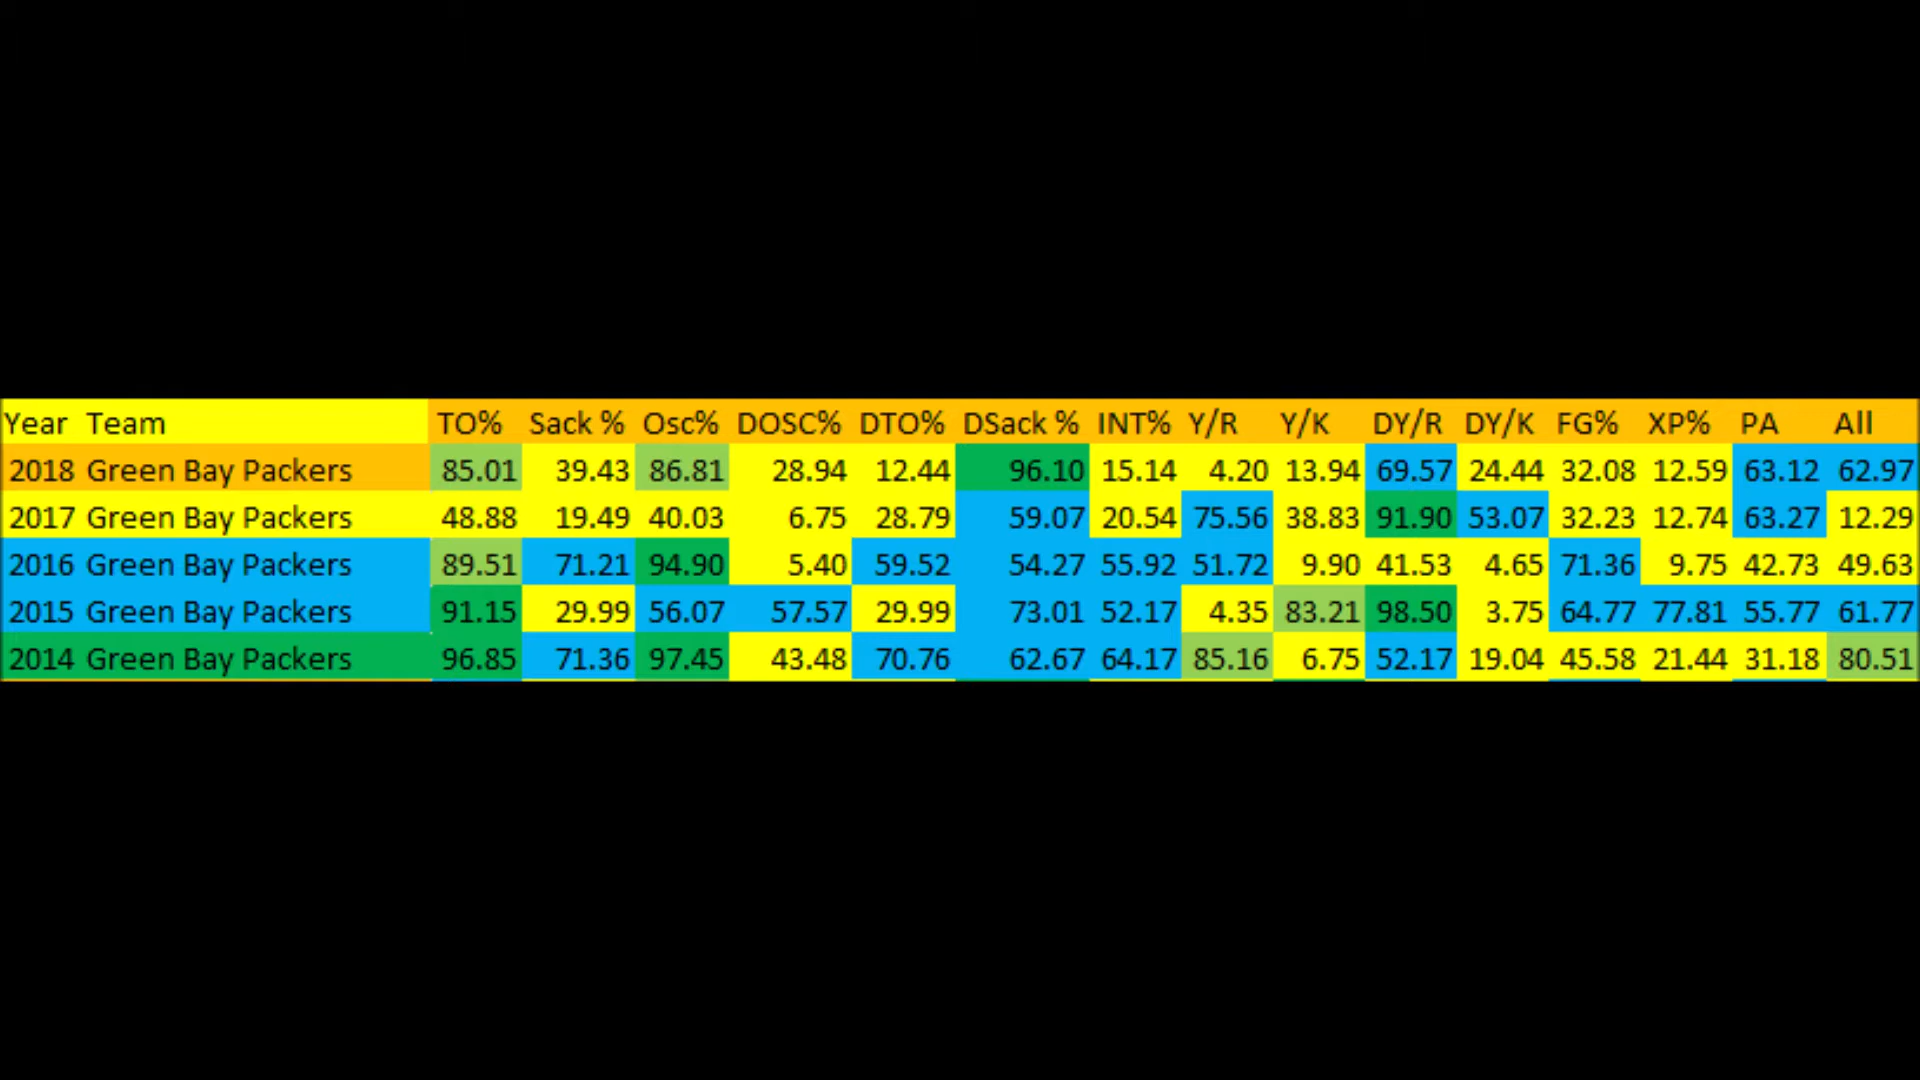 Year Team TO% Sack % Osc% DOSC% DTO% DSack % INT% Y/R Y/K DY/R DY/K FG% XP% PA All
2018 Green Bay Packers 85.01 39.43 86.81 28.94 12.44 96.10 15.14 4.20 13.94 69.57 24.44 32.08 12.59 63.12 62.97
2017 Green Bay Packers 48.88 19.49 40.03 6.75 28.79 59.07 20.54 75.56 38.83 91.90 53.07 32.23 12.74 63.27 12.29
2016 Green Bay Packers 89.51 71.21 94.90 5.40 59.52 54.27 55.92 51.72 9.90 41.53 4.65 71.36 9.75 42.73 49.63
2015 Green Bay Packers 91.15 29.99 56.07 57.57 29.99 73.01 52.17 4.35 83.21 98.50 3.75 64.77 77.81 55.77 61.77
2014 Green Bay Packers 96.85 71.36 97.45 43.48 70.76 62.67 64.17 85.16 6.75 52.17 19.04 45.58 21.44 31.18 80.51